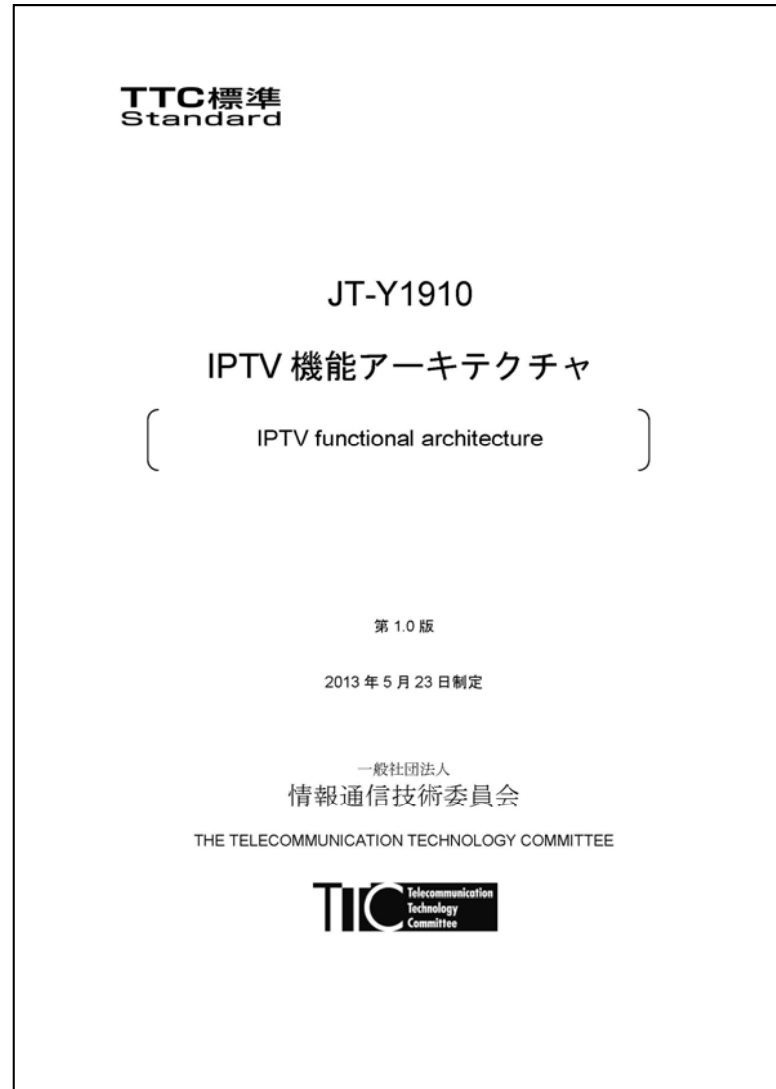 TTC標準
Standard
JT-Y1910
IPTV 機能アーキテクチャ
IPTV functional architecture
第 1.0 版
2013 年 5 月 23 日制定
一般社団法人
情報通信技術委員会
THE TELECOMMUNICATION TECHNOLOGY COMMITTEE
TTC
Telecommunication
Technology
Committee